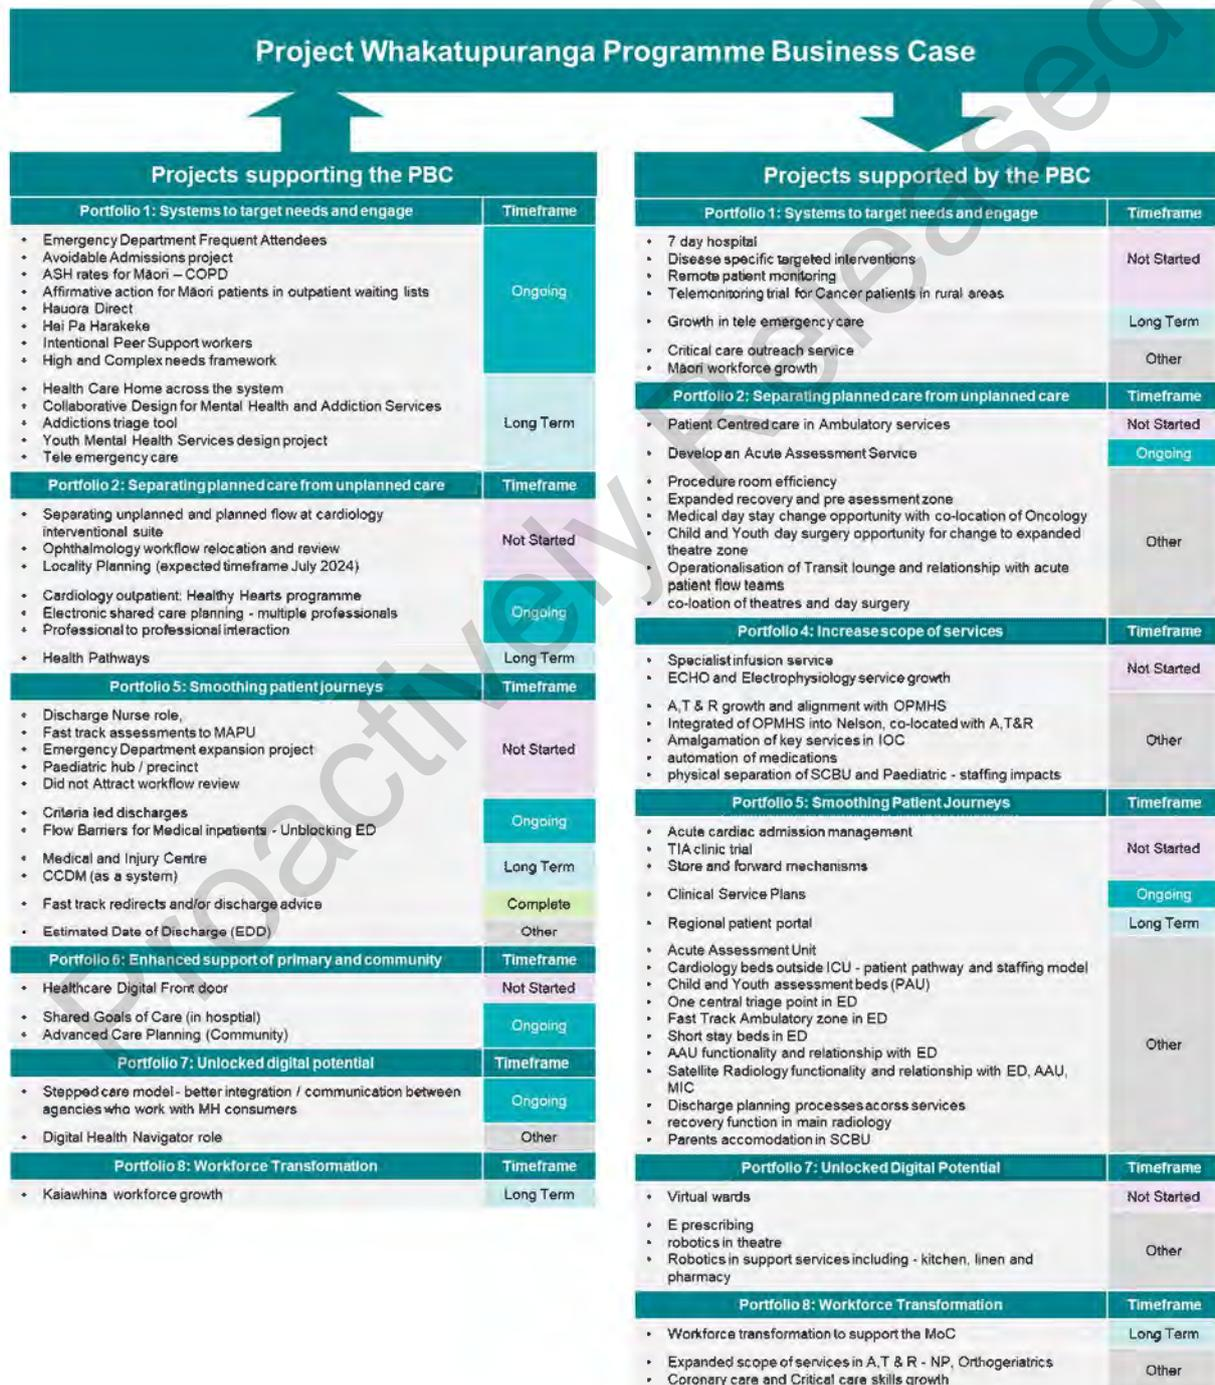 Project Whakatupuranga Programme Business Case
Projects supporting the PBC
Portfolio 1: Systems to target needs and engage Timeframe
• Emergency Department Frequent Attendees
• Avoidable Admissions project
• ASH rates for Māori – COPD
• Affirmative action for Māori patients in outpatient waiting lists
• Hauora Direct
• Hei Pa Harakeke
• Intentional Peer Support workers
• High and Complex needs framework
Ongoing
• Health Care Home across the system
• Collaborative Design for Mental Health and Addiction Services
• Addictions triage tool
• Youth Mental Health Services design project
• Tele emergency care
Long Term
Portfolio 2: Separating planned care from unplanned care Timeframe
• Separating unplanned and planned flow at cardiology
interventional suite
• Ophthalmology workflow relocation and review
• Locality Planning (expected timeframe July 2024)
Not Started
• Cardiology outpatient: Healthy Hearts programme
• Electronic shared care planning - multiple professionals
• Professional to professional interaction
Ongoing
• Health Pathways Long Term
Portfolio 5: Smoothing patient journeys Timeframe
• Discharge Nurse role,
• Fast track assessments to MAPU
• Emergency Department expansion project
• Paediatric hub / precinct
• Did not Attract workflow review
Not Started
• Criteria led discharges
• Flow Barriers for Medical inpatients - Unblocking ED
Ongoing
• Medical and Injury Centre
• CCDM (as a system)
Long Term
• Fast track redirects and/or discharge advice Complete
• Estimated Date of Discharge (EDD) Other
Portfolio 6: Enhanced support of primary and community Timeframe
• Healthcare Digital Front door Not Started
• Shared Goals of Care (in hosptial)
• Advanced Care Planning (Community)
Ongoing
Portfolio 7: Unlocked digital potential Timeframe
• Stepped care model - better integration / communication between
agencies who work with MH consumers
Ongoing
• Digital Health Navigator role Other
Portfolio 8: Workforce Transformation Timeframe
• Kaiawhina workforce growth Long Term
Projects supported by the PBC
Portfolio 1: Systems to target needs and engage Timeframe
• 7 day hospital
• Disease specific targeted interventions
• Remote patient monitoring
• Telemonitoring trial for Cancer patients in rural areas
Not Started
• Growth in tele emergency care Long Term
• Critical care outreach service
• Māori workforce growth
Other
Portfolio 2: Separating planned care from unplanned care Timeframe
• Patient Centred care in Ambulatory services Not Started
• Develop an Acute Assessment Service Ongoing
• Procedure room efficiency
• Expanded recovery and pre asessment zone
• Medical day stay change opportunity with co-location of Oncology
• Child and Youth day surgery opportunity for change to expanded
theatre zone
• Operationalisation of Transit lounge and relationship with acute
patient flow teams
• co-loation of theatres and day surgery
Other
Portfolio 4: Increase scope of services Timeframe
• Specialist infusion service
• ECHO and Electrophysiology service growth
Not Started
• A,T & R growth and alignment with OPMHS
• Integrated of OPMHS into Nelson, co-located with A,T&R
• Amalgamation of key services in IOC
• automation of medications
• physical separation of SCBU and Paediatric - staffing impacts
Other
Portfolio 5: Smoothing Patient Journeys Timeframe
• Acute cardiac admission management
• TIA clinic trial
• Store and forward mechanisms
Not Started
• Clinical Service Plans Ongoing
• Regional patient portal Long Term
• Acute Assessment Unit
• Cardiology beds outside ICU - patient pathway and staffing model
• Child and Youth assessment beds (PAU)
• One central triage point in ED
• Fast Track Ambulatory zone in ED
• Short stay beds in ED
• AAU functionality and relationship with ED
• Satellite Radiology functionality and relationship with ED, AAU,
MIC
• Discharge planning processes acorss services
• recovery function in main radiology
• Parents accomodation in SCBU
Other
Portfolio 7: Unlocked Digital Potential Timeframe
• Virtual wards Not Started
• E prescribing
• robotics in theatre
• Robotics in support services including - kitchen, linen and
pharmacy
Other
Portfolio 8: Workforce Transformation Timeframe
• Workforce transformation to support the MoC Long Term
• Expanded scope of services in A,T & R - NP, Orthogeriatrics
• Coronary care and Critical care skills growth
Other
Proactively Released